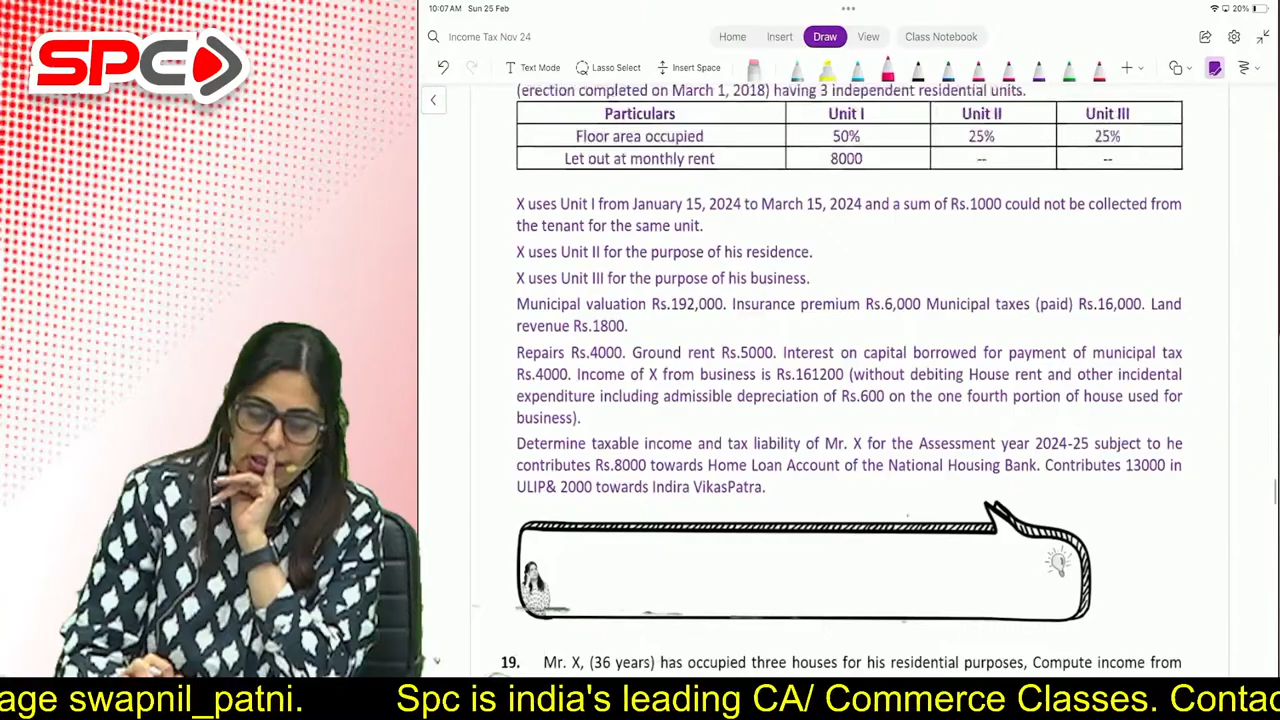 10:07AM Sun 25 Feb
20%
SPC
Income Tax Nov 24
Home Insert Draw View Class Notebook
Text Mode Lasso Select Insert Space
(erection completed on March 1, 2018) having 3 independent residential units.
Particulars Unit I Unit II Unit III
Floor area occupied 50% 25% 25%
Let out at monthly rent 8000 -- --
X uses Unit I from January 15, 2024 to March 15, 2024 and a sum of Rs.1000 could not be collected from
the tenant for the same unit.
X uses Unit II for the purpose of his residence.
X uses Unit III for the purpose of his business.
Municipal valuation Rs.192,000. Insurance premium Rs.6,000 Municipal taxes (paid) Rs.16,000. Land
revenue Rs.1800.
Repairs Rs.4000. Ground rent Rs.5000. Interest on capital borrowed for payment of municipal tax
Rs.4000. Income of X from business is Rs.161200 (without debiting House rent and other incidental
expenditure including admissible depreciation of Rs.600 on the one fourth portion of house used for
business).
Determine taxable income and tax liability of Mr. X for the Assessment year 2024-25 subject to he
contributes Rs.8000 towards Home Loan Account of the National Housing Bank. Contributes 13000 in
ULIP& 2000 towards Indira VikasPatra.
19. Mr. X, (36 years) has occupied three houses for his residential purposes, Compute income from
age swapnil_patni. Spc is india's leading CA/ Commerce Classes. Contac